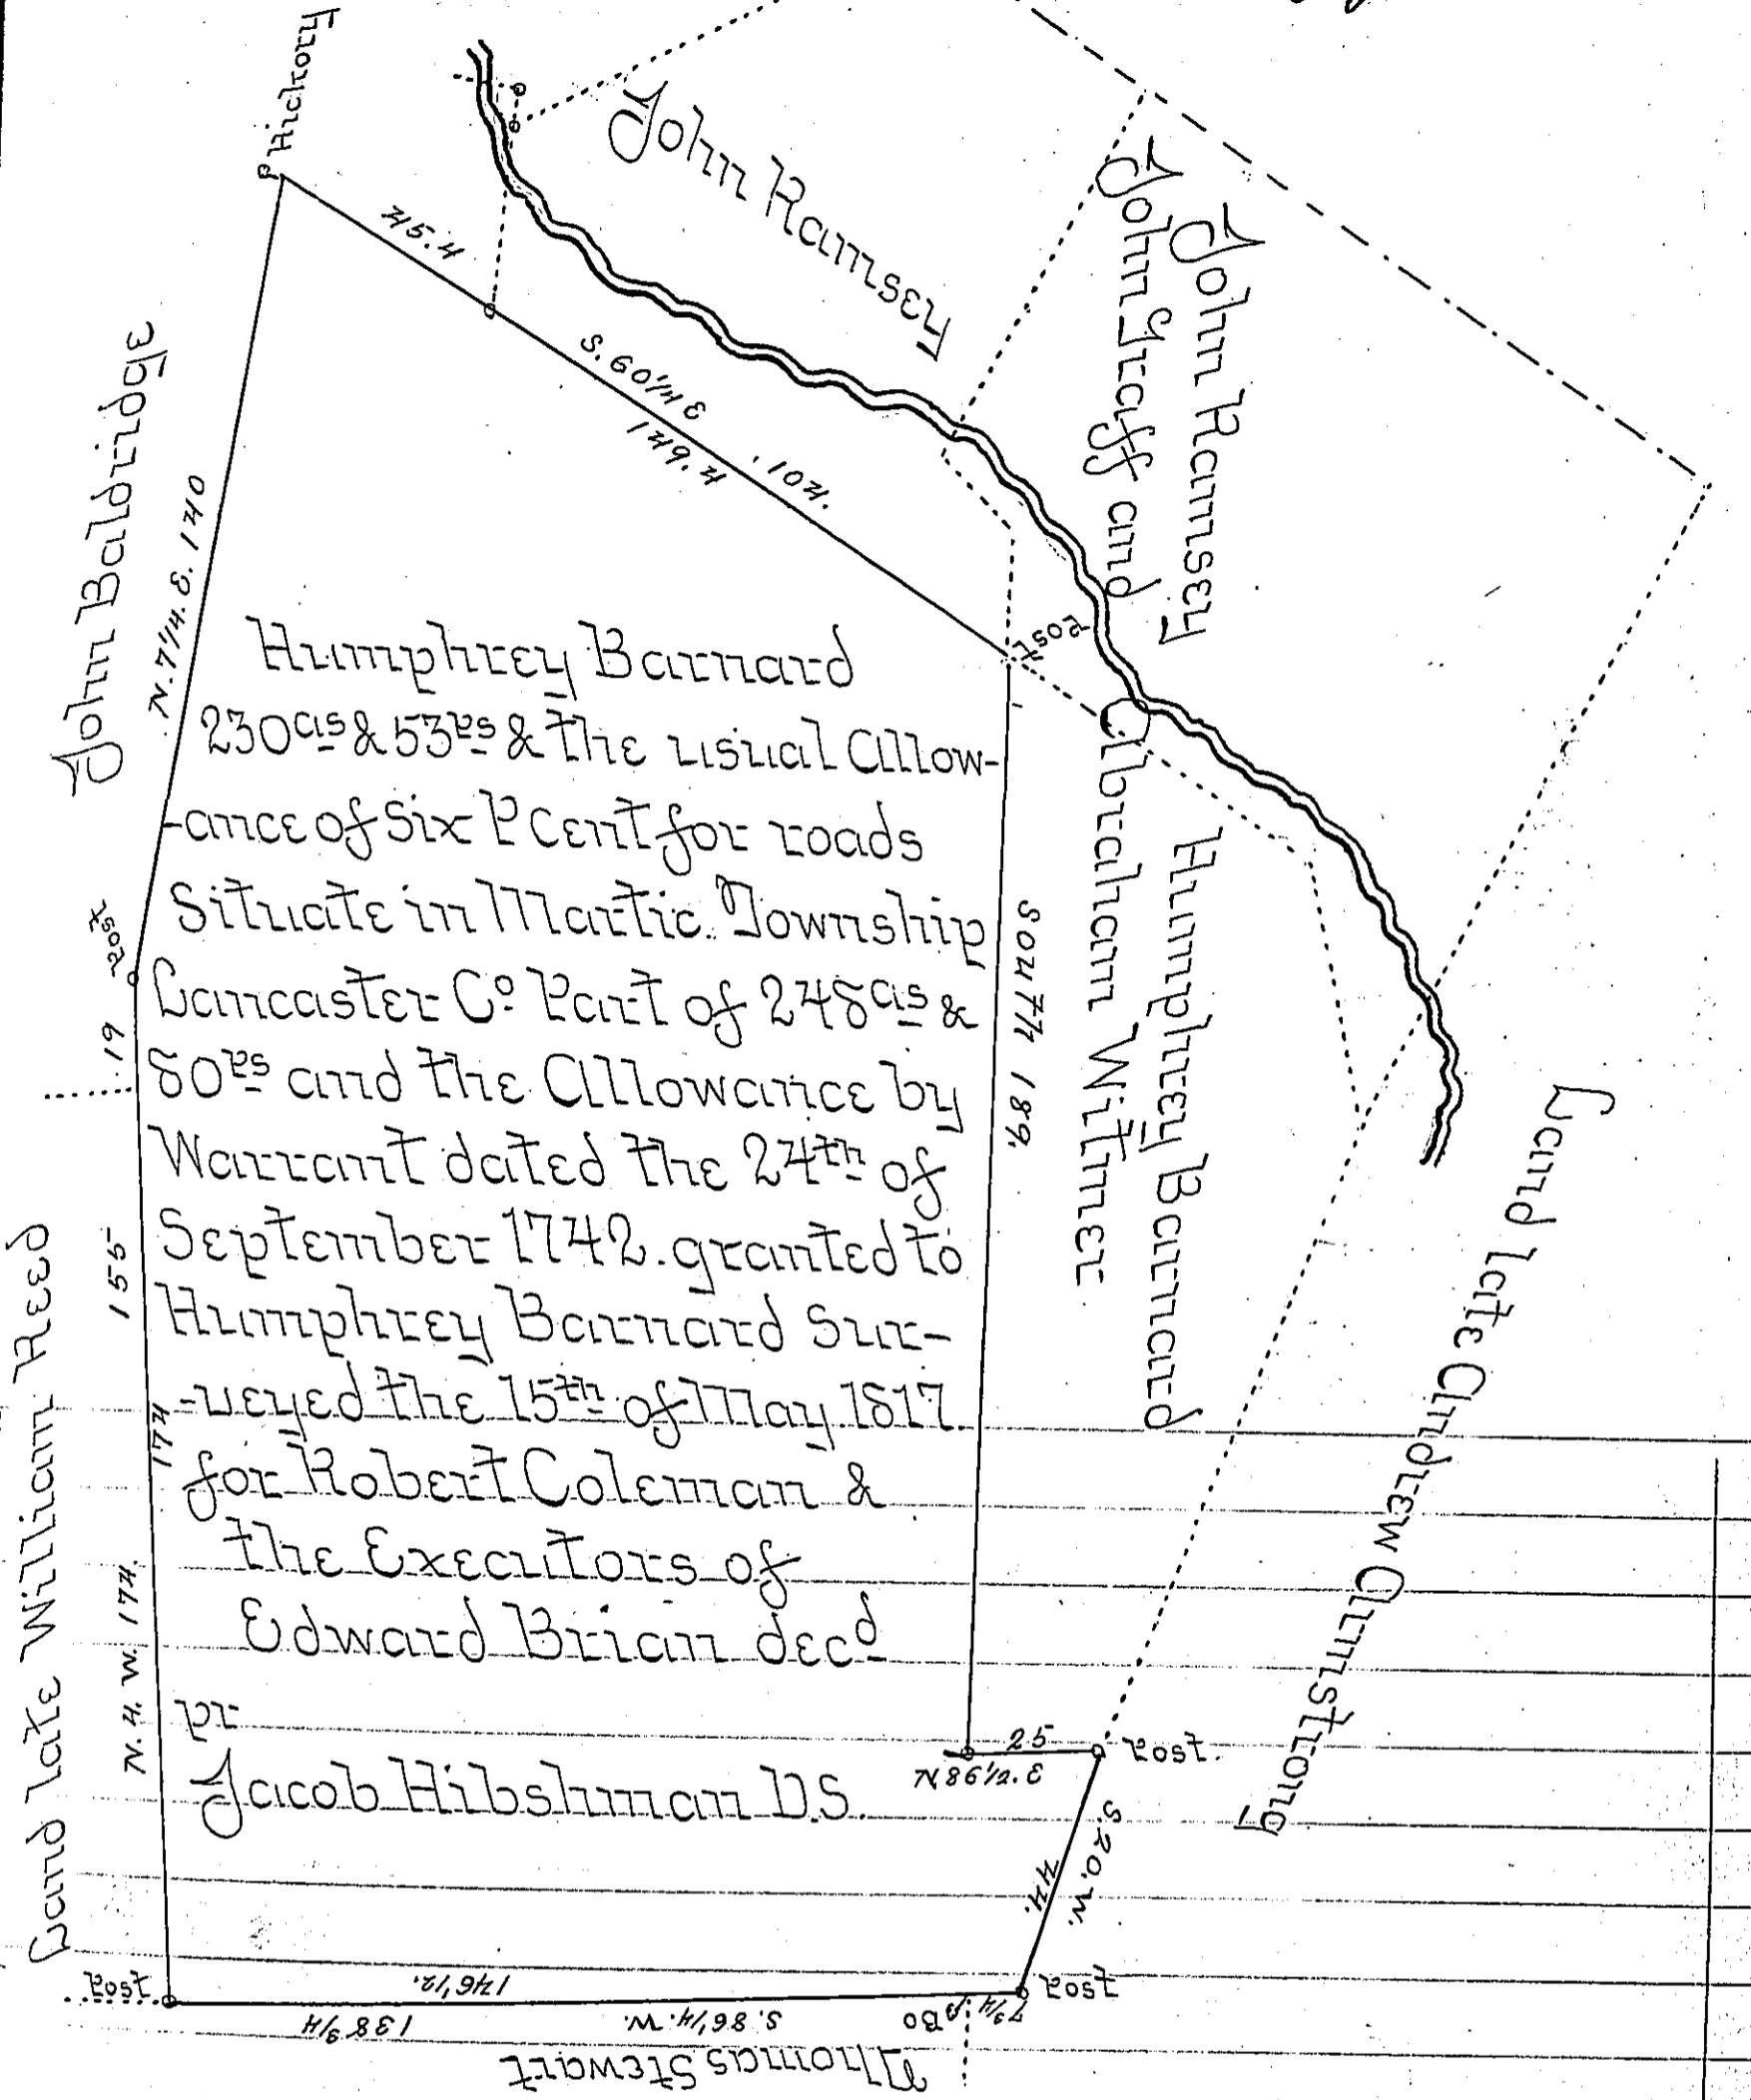 Hickory
John Ramsey
John Graff and
John Ramsey
45.4
S. 60 1/4 E
149.4
104.
John Baldridge
N. 7 1/4. E. 140
Post
Humphrey Barnard
230as & 53ps & the usual Allow-
-ance of Six P Cent for roads
Situate in Martic Township
Lancaster Co Part of 248as &
80ps and the Allowance by
Warrant dated the 24th of
September 1742. granted to
Humphrey Barnard Sur-
-veyed the 15th of May 1817
for Robert Coleman &
the Executors of
Edward Brian decd
pr
Jacob Hibshman D.S.
Abraham Witmer
Humphrey Barnard
South 189.
Post
19
155
174
N. 4. W. 174.
Land late William Reed
Land late Andrew Armstrong
25
N 86 1/2. E
Post.
S. 20. W.
44.
Post
Post
146 1/2.
138 3/4
S. 86 1/4. W.
BO
7 3/4
Thomas Stewart